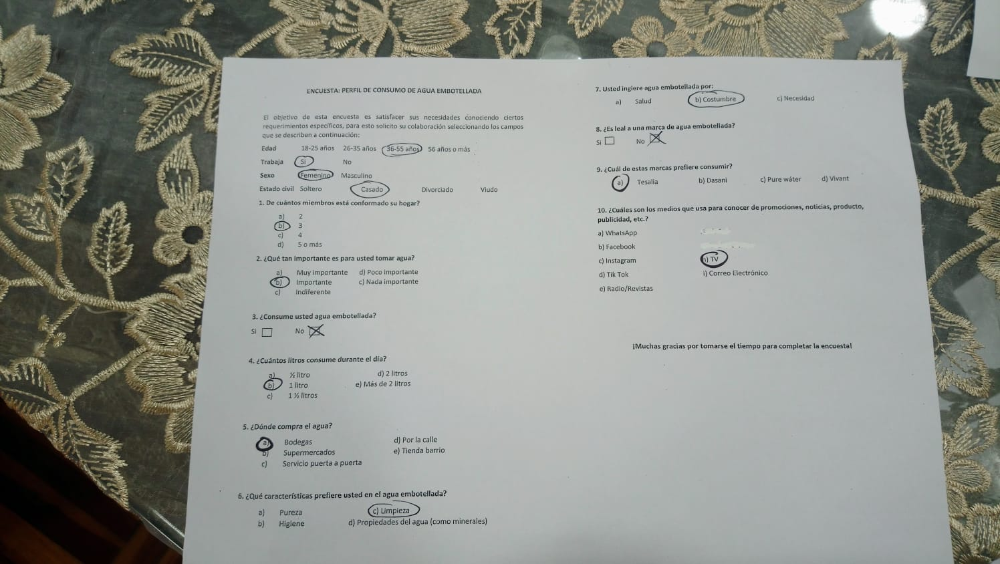 ENCUESTA: PERFIL DE CONSUMO DE AGUA EMBOTELLADA
El objetivo de esta encuesta es satisfacer sus necesidades conociendo ciertos
requerimientos específicos, para esto solicito su colaboración seleccionando los campos
que se describen a continuación:
Edad 18-25 años 26-35 años 36-55 años 56 años o más
Trabaja Si No
Sexo Femenino Masculino
Estado civil Soltero Casado Divorciado Viudo
1. De cuántos miembros está conformado su hogar?
a) 2
b) 3
c) 4
d) 5 o más
2. ¿Qué tan importante es para usted tomar agua?
a) Muy importante d) Poco importante
b) Importante c) Nada importante
c) Indiferente
3. ¿Consume usted agua embotellada?
Si No
4. ¿Cuántos litros consume durante el día?
a) ½ litro d) 2 litros
b) 1 litro e) Más de 2 litros
c) 1 ½ litros
5. ¿Dónde compra el agua?
a) Bodegas d) Por la calle
b) Supermercados e) Tienda barrio
c) Servicio puerta a puerta
6. ¿Qué características prefiere usted en el agua embotellada?
a) Pureza c) Limpieza
b) Higiene d) Propiedades del agua (como minerales)
7. Usted ingiere agua embotellada por:
a) Salud b) Costumbre c) Necesidad
8. ¿Es leal a una marca de agua embotellada?
Si No
9. ¿Cuál de estas marcas prefiere consumir?
a) Tesalia b) Dasani c) Pure wáter d) Vivant
10. ¿Cuáles son los medios que usa para conocer de promociones, noticias, producto,
publicidad, etc.?
a) WhatsApp
b) Facebook
c) Instagram TV
d) Tik Tok i) Correo Electrónico
e) Radio/Revistas
¡Muchas gracias por tomarse el tiempo para completar la encuesta!